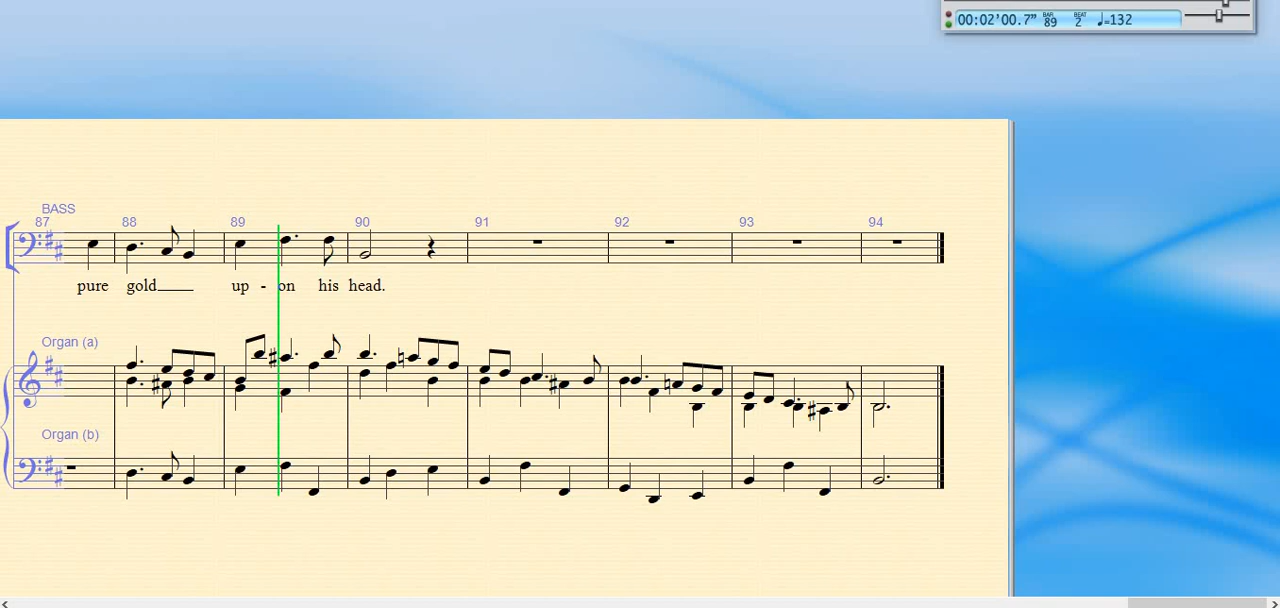 00:02'00.7" BAR 89 BEAT 2 ♩=132
BASS
87 88 89 90 91 92 93 94
pure gold____ up - on his head.
Organ (a)
Organ (b)